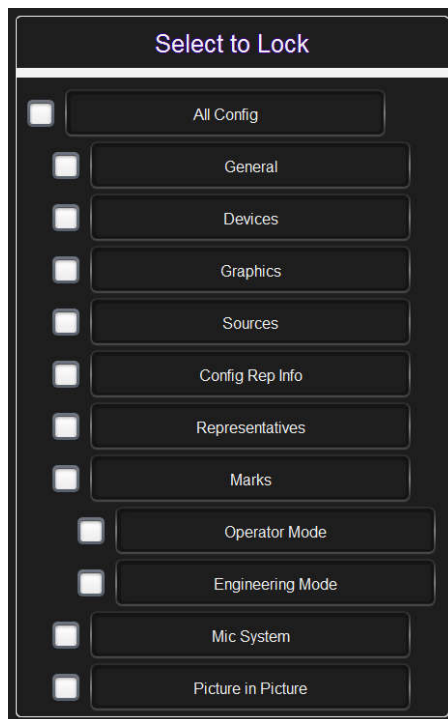 Select to Lock
All Config
General
Devices
Graphics
Sources
Config Rep Info
Representatives
Marks
Operator Mode
Engineering Mode
Mic System
Picture in Picture